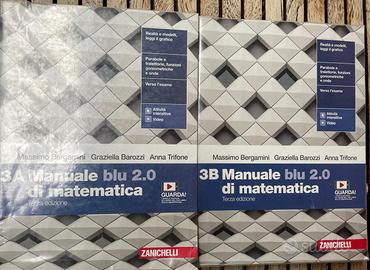 Realtà e modelli,
leggi il grafico
Parabole e
traiettorie, funzioni
goniometriche
e onde
Verso l'esame
Attività
interattive
Video
Massimo Bergamini Graziella Barozzi Anna Trifone
3A Manuale blu 2.0
di matematica
Terza edizione
GUARDA!
ZANICHELLI
Realtà e modelli,
leggi il grafico
Parabole e
traiettorie, funzioni
goniometriche
e onde
Verso l'esame
Attività
interattive
Video
Massimo Bergamini Graziella Barozzi Anna Trifone
3B Manuale blu 2.0
di matematica
Terza edizione
GUARDA!
ZANICHELLI